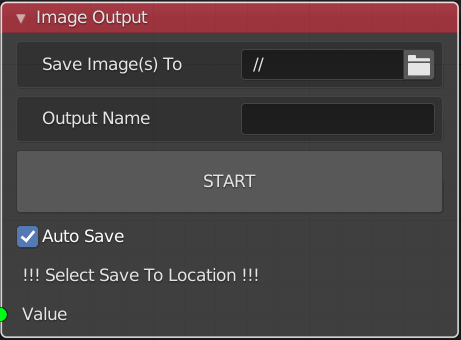 Image Output
Save Image(s) To //
Output Name
START
Auto Save
!!! Select Save To Location !!!
Value